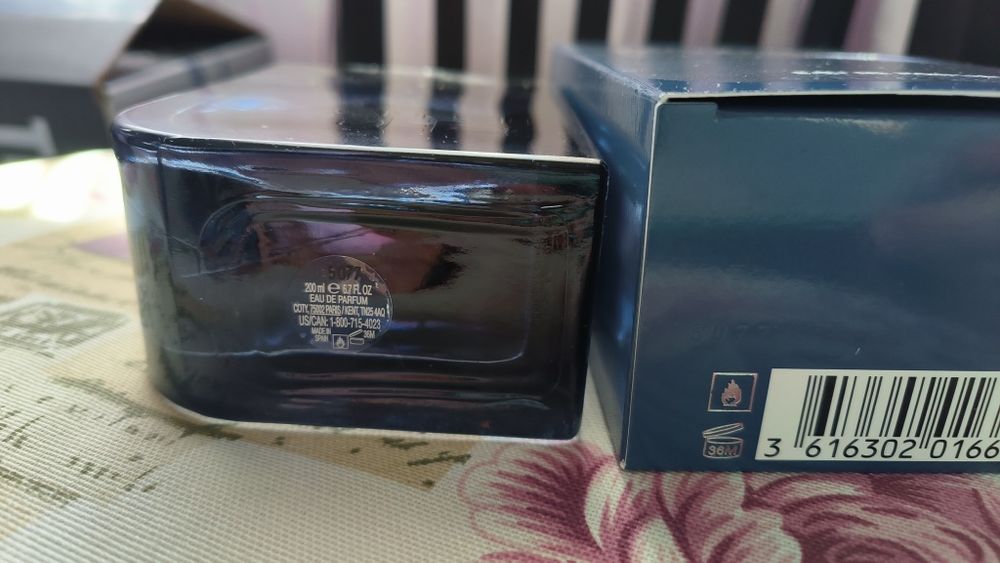 5077
200 ml ℮ 6.7 FL OZ
EAU DE PARFUM
COTY, 75002 PARIS / KENT, TN25 4AQ
US/CAN: 1-800-715-4023
MADE IN
SPAIN
36M
36M
3 616302 0166